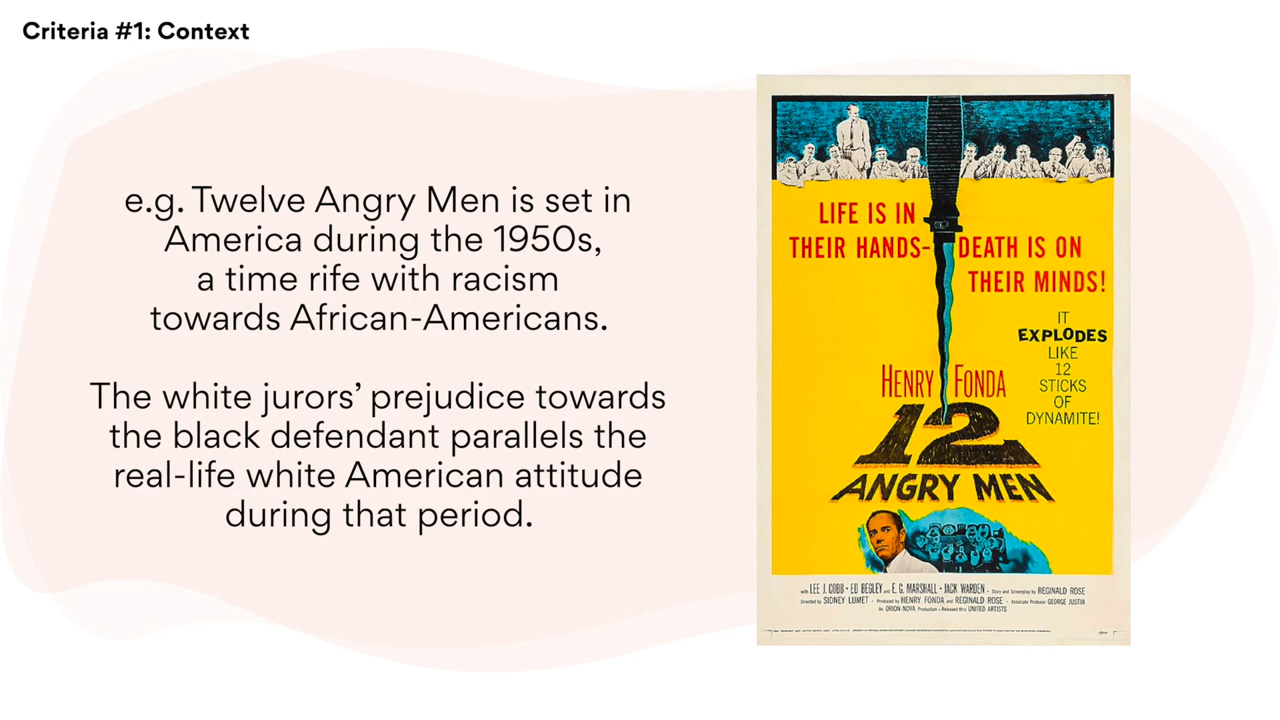 Criteria #1: Context
e.g. Twelve Angry Men is set in
America during the 1950s,
a time rife with racism
towards African-Americans.
The white jurors’ prejudice towards
the black defendant parallels the
real-life white American attitude
during that period.
LIFE IS IN
THEIR HANDS-
DEATH IS ON
THEIR MINDS!
IT
EXPLODES
LIKE
12
STICKS
OF
DYNAMITE!
HENRY FONDA
12
ANGRY MEN
with LEE J. COBB • ED BEGLEY and E. G. MARSHALL • JACK WARDEN • Story and Screenplay by REGINALD ROSE
Directed by SIDNEY LUMET • Produced by HENRY FONDA and REGINALD ROSE • Associate Producer GEORGE JUSTIN
An ORION-NOVA Production • Released thru UNITED ARTISTS